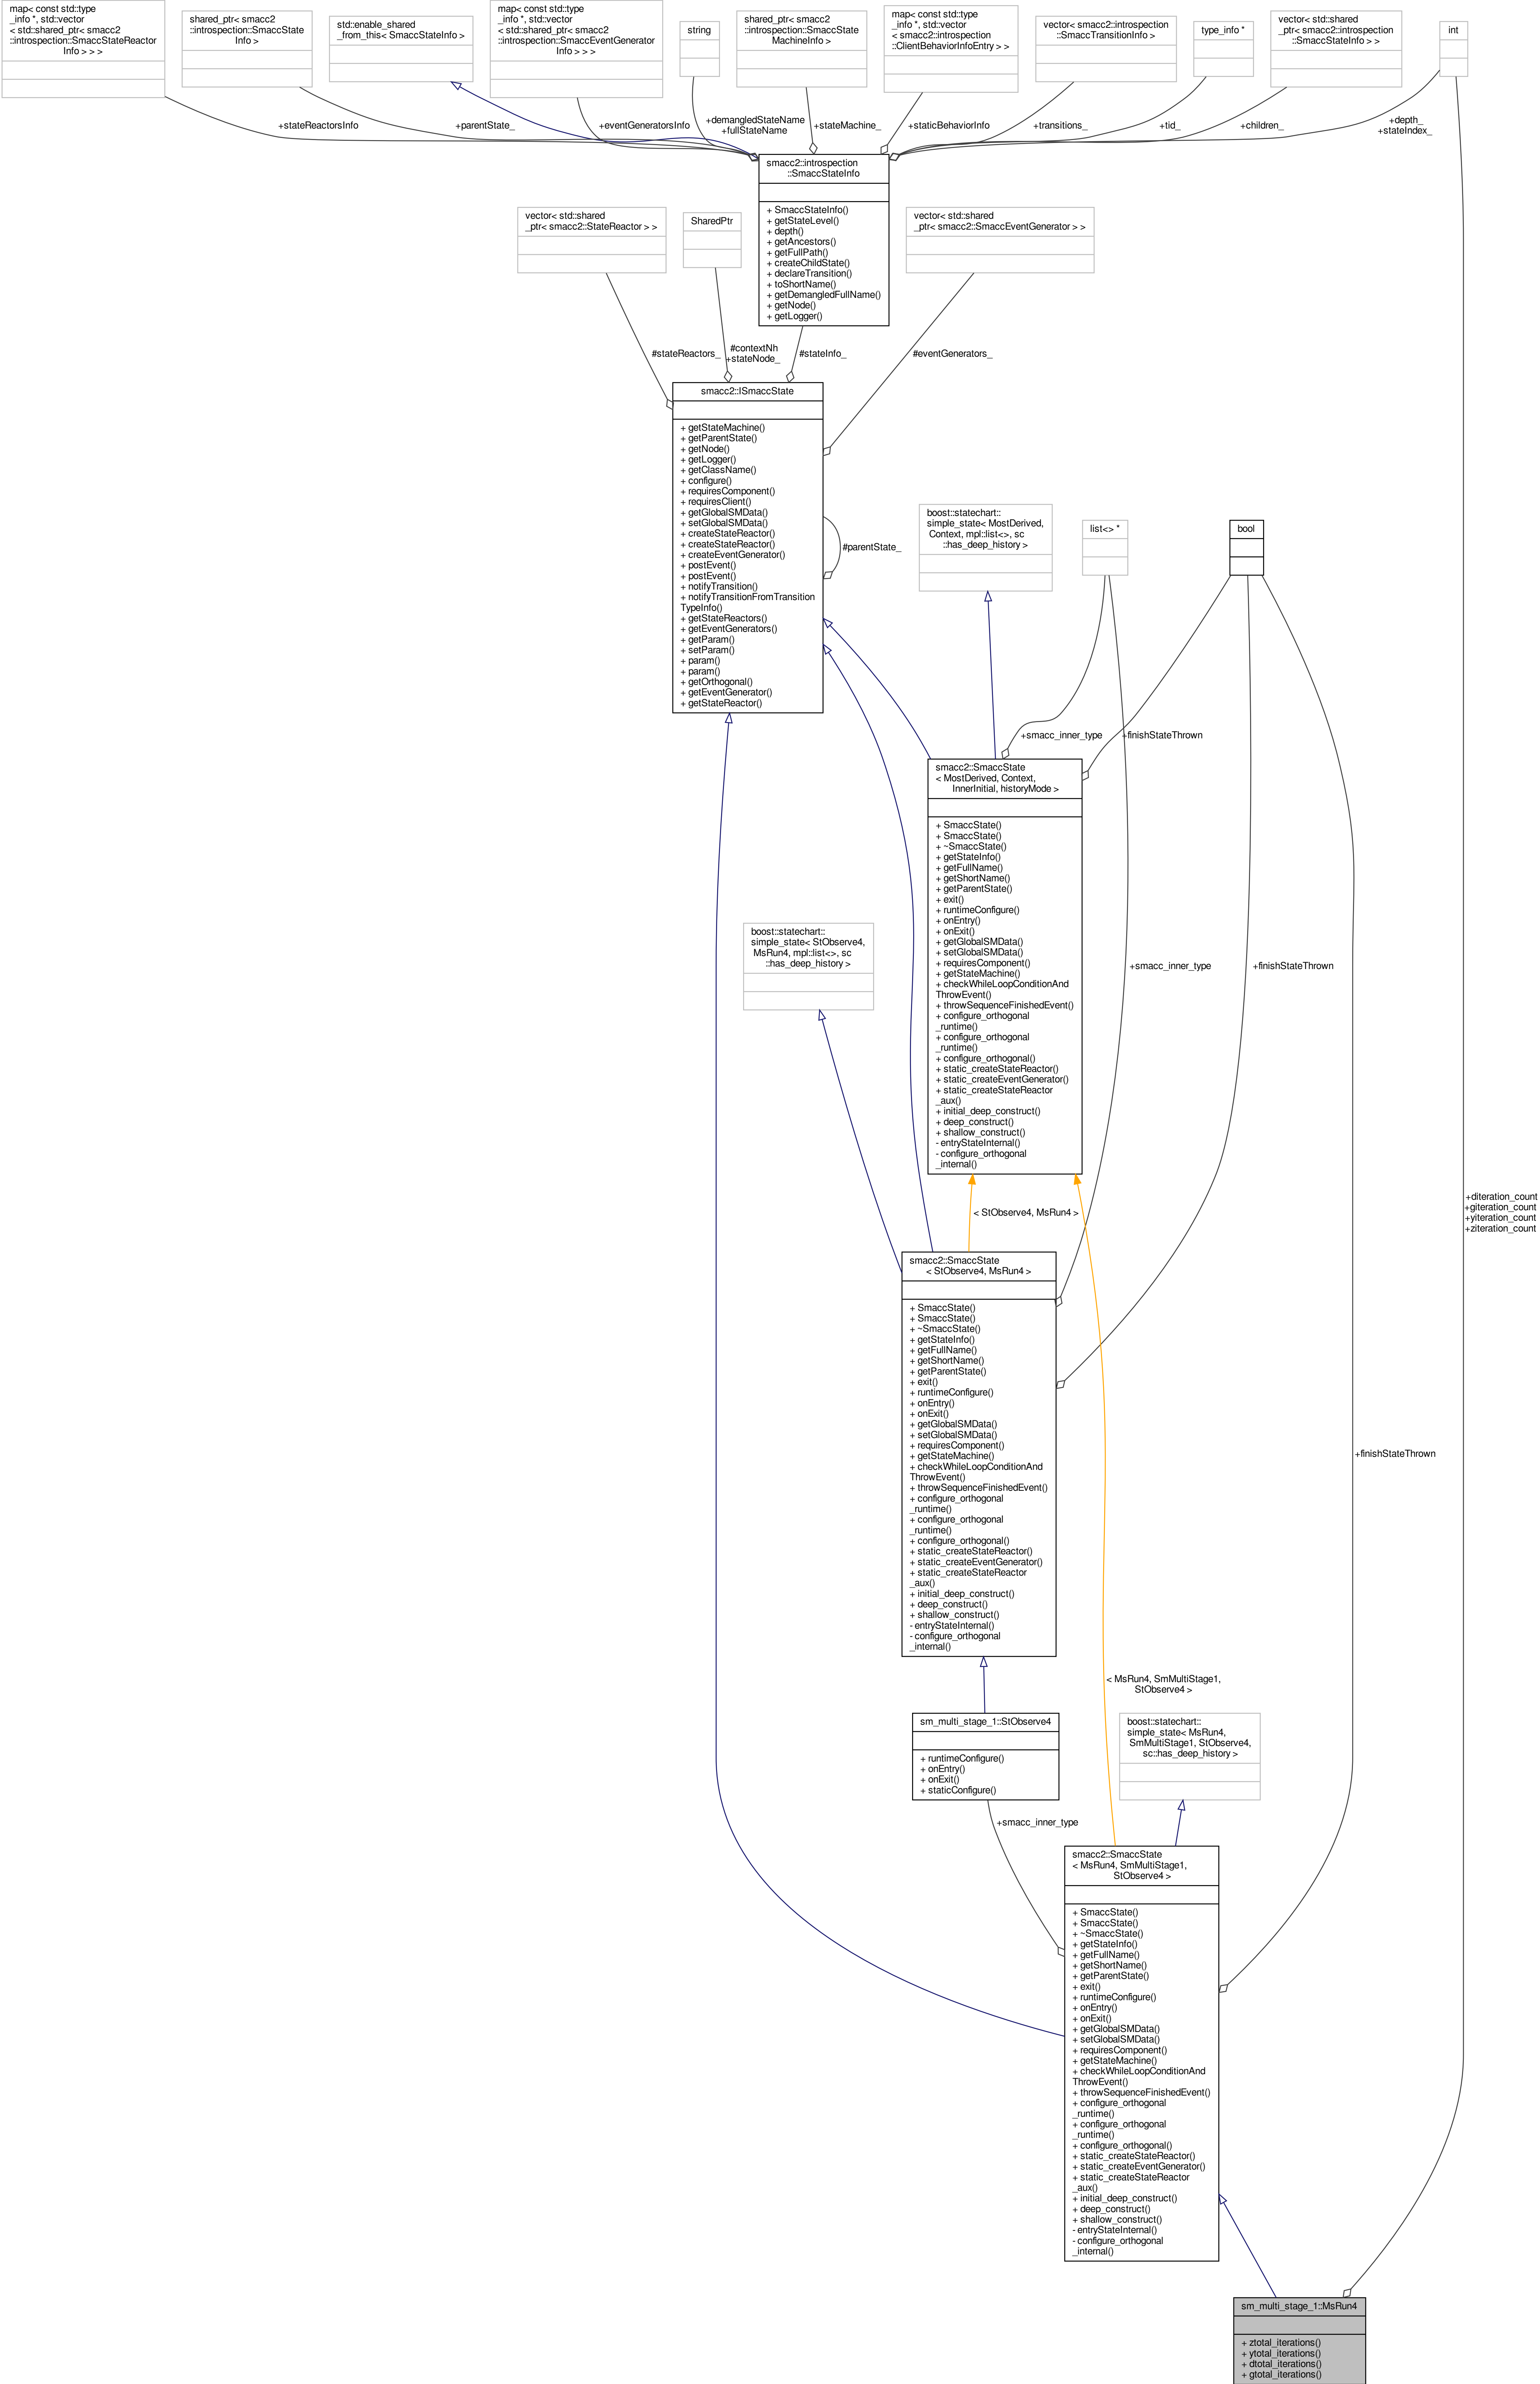 map< const std::type
_info *, std::vector
< std::shared_ptr< smacc2
::introspection::SmaccStateReactor
Info > > >
shared_ptr< smacc2
::introspection::SmaccState
Info >
std::enable_shared
_from_this< SmaccStateInfo >
map< const std::type
_info *, std::vector
< std::shared_ptr< smacc2
::introspection::SmaccEventGenerator
Info > > >
string
shared_ptr< smacc2
::introspection::SmaccState
MachineInfo >
map< const std::type
_info *, std::vector
< smacc2::introspection
::ClientBehaviorInfoEntry > >
vector< smacc2::introspection
::SmaccTransitionInfo >
type_info *
vector< std::shared
_ptr< smacc2::introspection
::SmaccStateInfo > >
int
+stateReactorsInfo
+parentState_
+eventGeneratorsInfo
+demangledStateName
+fullStateName
+stateMachine_
+staticBehaviorInfo
+transitions_
+tid_
+children_
+depth_
+stateIndex_
smacc2::introspection
::SmaccStateInfo
+ SmaccStateInfo()
+ getStateLevel()
+ depth()
+ getAncestors()
+ getFullPath()
+ createChildState()
+ declareTransition()
+ toShortName()
+ getDemangledFullName()
+ getNode()
+ getLogger()
vector< std::shared
_ptr< smacc2::StateReactor > >
SharedPtr
vector< std::shared
_ptr< smacc2::SmaccEventGenerator > >
#stateReactors_
#contextNh
+stateNode_
#stateInfo_
#eventGenerators_
smacc2::ISmaccState
+ getStateMachine()
+ getParentState()
+ getNode()
+ getLogger()
+ getClassName()
+ configure()
+ requiresComponent()
+ requiresClient()
+ getGlobalSMData()
+ setGlobalSMData()
+ createStateReactor()
+ createStateReactor()
+ createEventGenerator()
+ postEvent()
+ postEvent()
+ notifyTransition()
+ notifyTransitionFromTransition
TypeInfo()
+ getStateReactors()
+ getEventGenerators()
+ getParam()
+ setParam()
+ param()
+ param()
+ getOrthogonal()
+ getEventGenerator()
+ getStateReactor()
#parentState_
boost::statechart::
simple_state< MostDerived,
Context, mpl::list<>, sc
::has_deep_history >
list<> *
bool
+smacc_inner_type
+finishStateThrown
smacc2::SmaccState
< MostDerived, Context,
InnerInitial, historyMode >
+ SmaccState()
+ SmaccState()
+ ~SmaccState()
+ getStateInfo()
+ getFullName()
+ getShortName()
+ getParentState()
+ exit()
+ runtimeConfigure()
+ onEntry()
+ onExit()
+ getGlobalSMData()
+ setGlobalSMData()
+ requiresComponent()
+ getStateMachine()
+ checkWhileLoopConditionAnd
ThrowEvent()
+ throwSequenceFinishedEvent()
+ configure_orthogonal
_runtime()
+ configure_orthogonal
_runtime()
+ configure_orthogonal()
+ static_createStateReactor()
+ static_createEventGenerator()
+ static_createStateReactor
_aux()
+ initial_deep_construct()
+ deep_construct()
+ shallow_construct()
- entryStateInternal()
- configure_orthogonal
_internal()
boost::statechart::
simple_state< StObserve4,
MsRun4, mpl::list<>, sc
::has_deep_history >
+smacc_inner_type
+finishStateThrown
+diteration_count
+giteration_count
+yiteration_count
+ziteration_count
< StObserve4, MsRun4 >
smacc2::SmaccState
< StObserve4, MsRun4 >
+ SmaccState()
+ SmaccState()
+ ~SmaccState()
+ getStateInfo()
+ getFullName()
+ getShortName()
+ getParentState()
+ exit()
+ runtimeConfigure()
+ onEntry()
+ onExit()
+ getGlobalSMData()
+ setGlobalSMData()
+ requiresComponent()
+ getStateMachine()
+ checkWhileLoopConditionAnd
ThrowEvent()
+ throwSequenceFinishedEvent()
+ configure_orthogonal
_runtime()
+ configure_orthogonal
_runtime()
+ configure_orthogonal()
+ static_createStateReactor()
+ static_createEventGenerator()
+ static_createStateReactor
_aux()
+ initial_deep_construct()
+ deep_construct()
+ shallow_construct()
- entryStateInternal()
- configure_orthogonal
_internal()
+finishStateThrown
< MsRun4, SmMultiStage1,
StObserve4 >
sm_multi_stage_1::StObserve4
+ runtimeConfigure()
+ onEntry()
+ onExit()
+ staticConfigure()
boost::statechart::
simple_state< MsRun4,
SmMultiStage1, StObserve4,
sc::has_deep_history >
+smacc_inner_type
smacc2::SmaccState
< MsRun4, SmMultiStage1,
StObserve4 >
+ SmaccState()
+ SmaccState()
+ ~SmaccState()
+ getStateInfo()
+ getFullName()
+ getShortName()
+ getParentState()
+ exit()
+ runtimeConfigure()
+ onEntry()
+ onExit()
+ getGlobalSMData()
+ setGlobalSMData()
+ requiresComponent()
+ getStateMachine()
+ checkWhileLoopConditionAnd
ThrowEvent()
+ throwSequenceFinishedEvent()
+ configure_orthogonal
_runtime()
+ configure_orthogonal
_runtime()
+ configure_orthogonal()
+ static_createStateReactor()
+ static_createEventGenerator()
+ static_createStateReactor
_aux()
+ initial_deep_construct()
+ deep_construct()
+ shallow_construct()
- entryStateInternal()
- configure_orthogonal
_internal()
sm_multi_stage_1::MsRun4
+ ztotal_iterations()
+ ytotal_iterations()
+ dtotal_iterations()
+ gtotal_iterations()